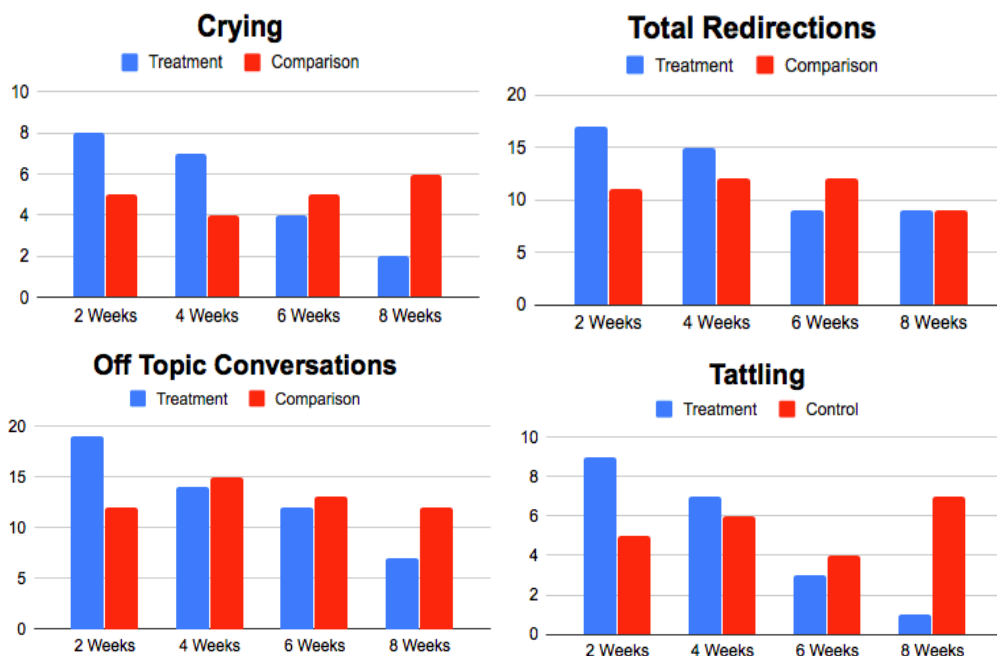 Crying
Treatment Comparison
10
8
6
4
2
0
2 Weeks 4 Weeks 6 Weeks 8 Weeks
Total Redirections
Treatment Comparison
20
15
10
5
0
2 Weeks 4 Weeks 6 Weeks 8 Weeks
Off Topic Conversations
Treatment Comparison
20
15
10
5
0
2 Weeks 4 Weeks 6 Weeks 8 Weeks
Tattling
Treatment Control
10
8
6
4
2
0
2 Weeks 4 Weeks 6 Weeks 8 Weeks